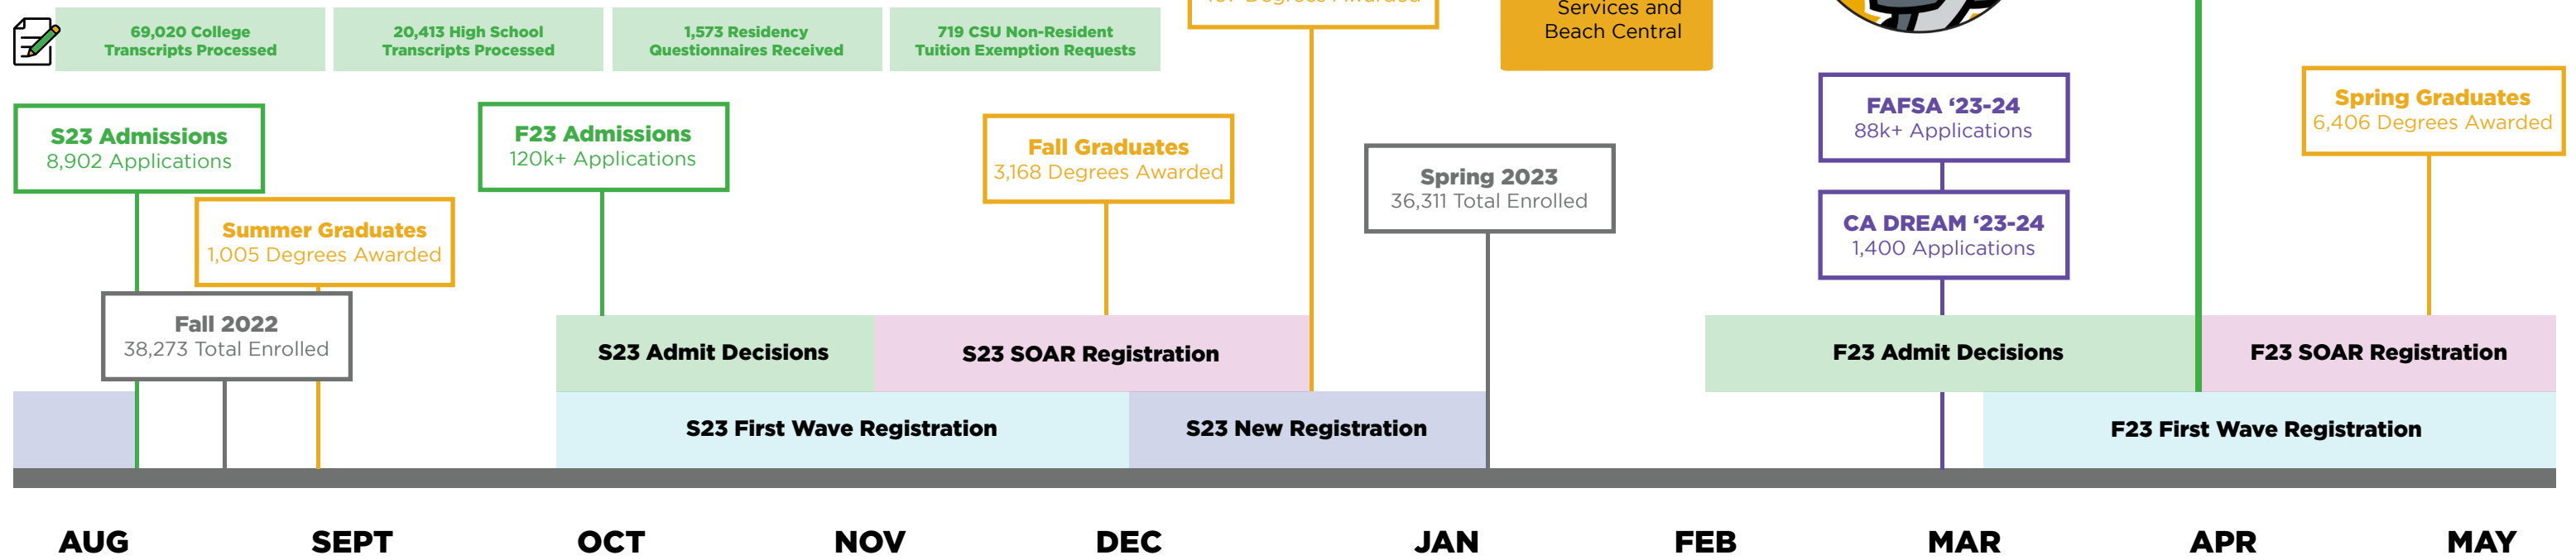 Services and
Beach Central
69,020 College
Transcripts Processed
20,413 High School
Transcripts Processed
1,573 Residency
Questionnaires Received
719 CSU Non-Resident
Tuition Exemption Requests
S23 Admissions
8,902 Applications
F23 Admissions
120k+ Applications
Fall Graduates
3,168 Degrees Awarded
Spring 2023
36,311 Total Enrolled
FAFSA ‘23-24
88k+ Applications
Spring Graduates
6,406 Degrees Awarded
Summer Graduates
1,005 Degrees Awarded
CA DREAM ‘23-24
1,400 Applications
Fall 2022
38,273 Total Enrolled
S23 Admit Decisions
S23 SOAR Registration
F23 Admit Decisions
F23 SOAR Registration
S23 First Wave Registration
S23 New Registration
F23 First Wave Registration
AUG
SEPT
OCT
NOV
DEC
JAN
FEB
MAR
APR
MAY